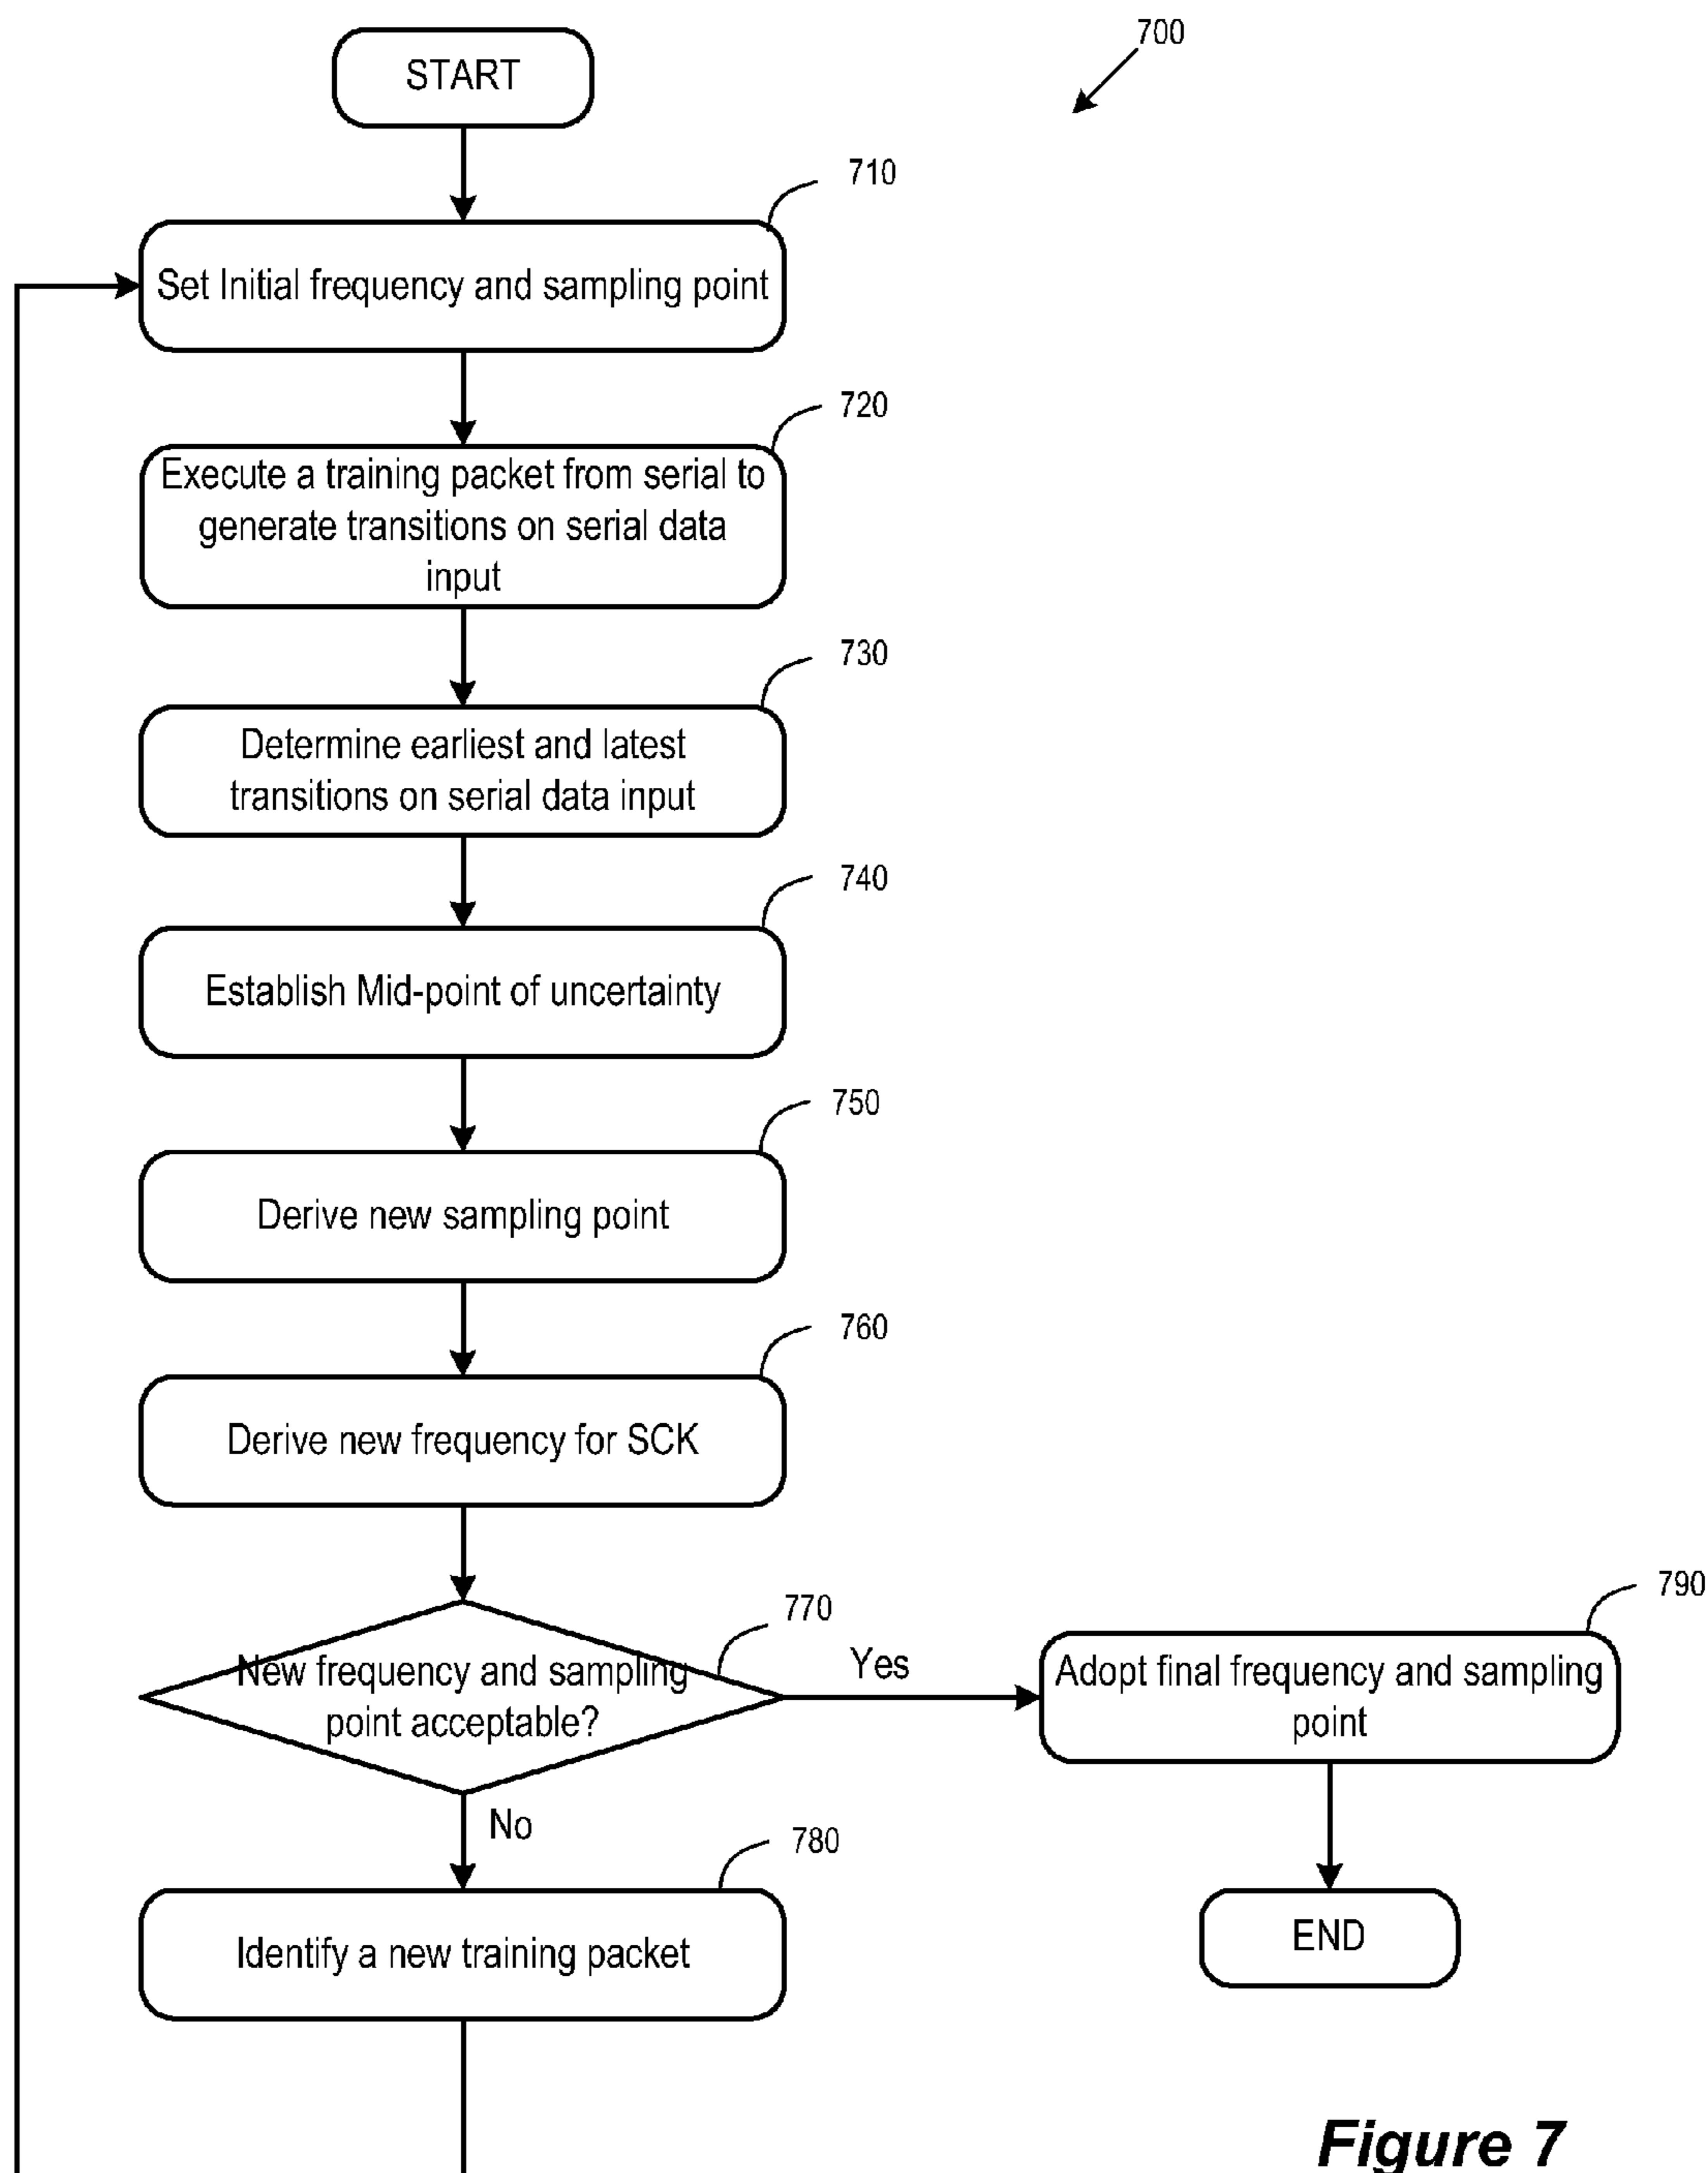 700
START
710
Set Initial frequency and sampling point
720
Execute a training packet from serial to
generate transitions on serial data
input
730
Determine earliest and latest
transitions on serial data input
740
Establish Mid-point of uncertainty
750
Derive new sampling point
760
Derive new frequency for SCK
770
New frequency and sampling
point acceptable?
Yes
790
Adopt final frequency and sampling
point
No
780
Identify a new training packet
END
Figure 7